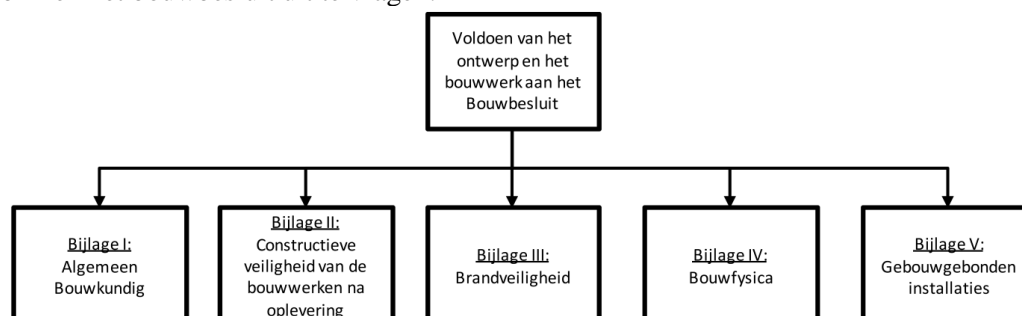 Voldoen van het
ontwerp en het
bouwwerk aan het
Bouwbesluit
Bijlage I:
Algemeen
Bouwkundig
Bijlage II:
Constructieve
veiligheid van de
bouwwerken na
oplevering
Bijlage III:
Brandveiligheid
Bijlage IV:
Bouwfysica
Bijlage V:
Gebouwgebonden
installaties